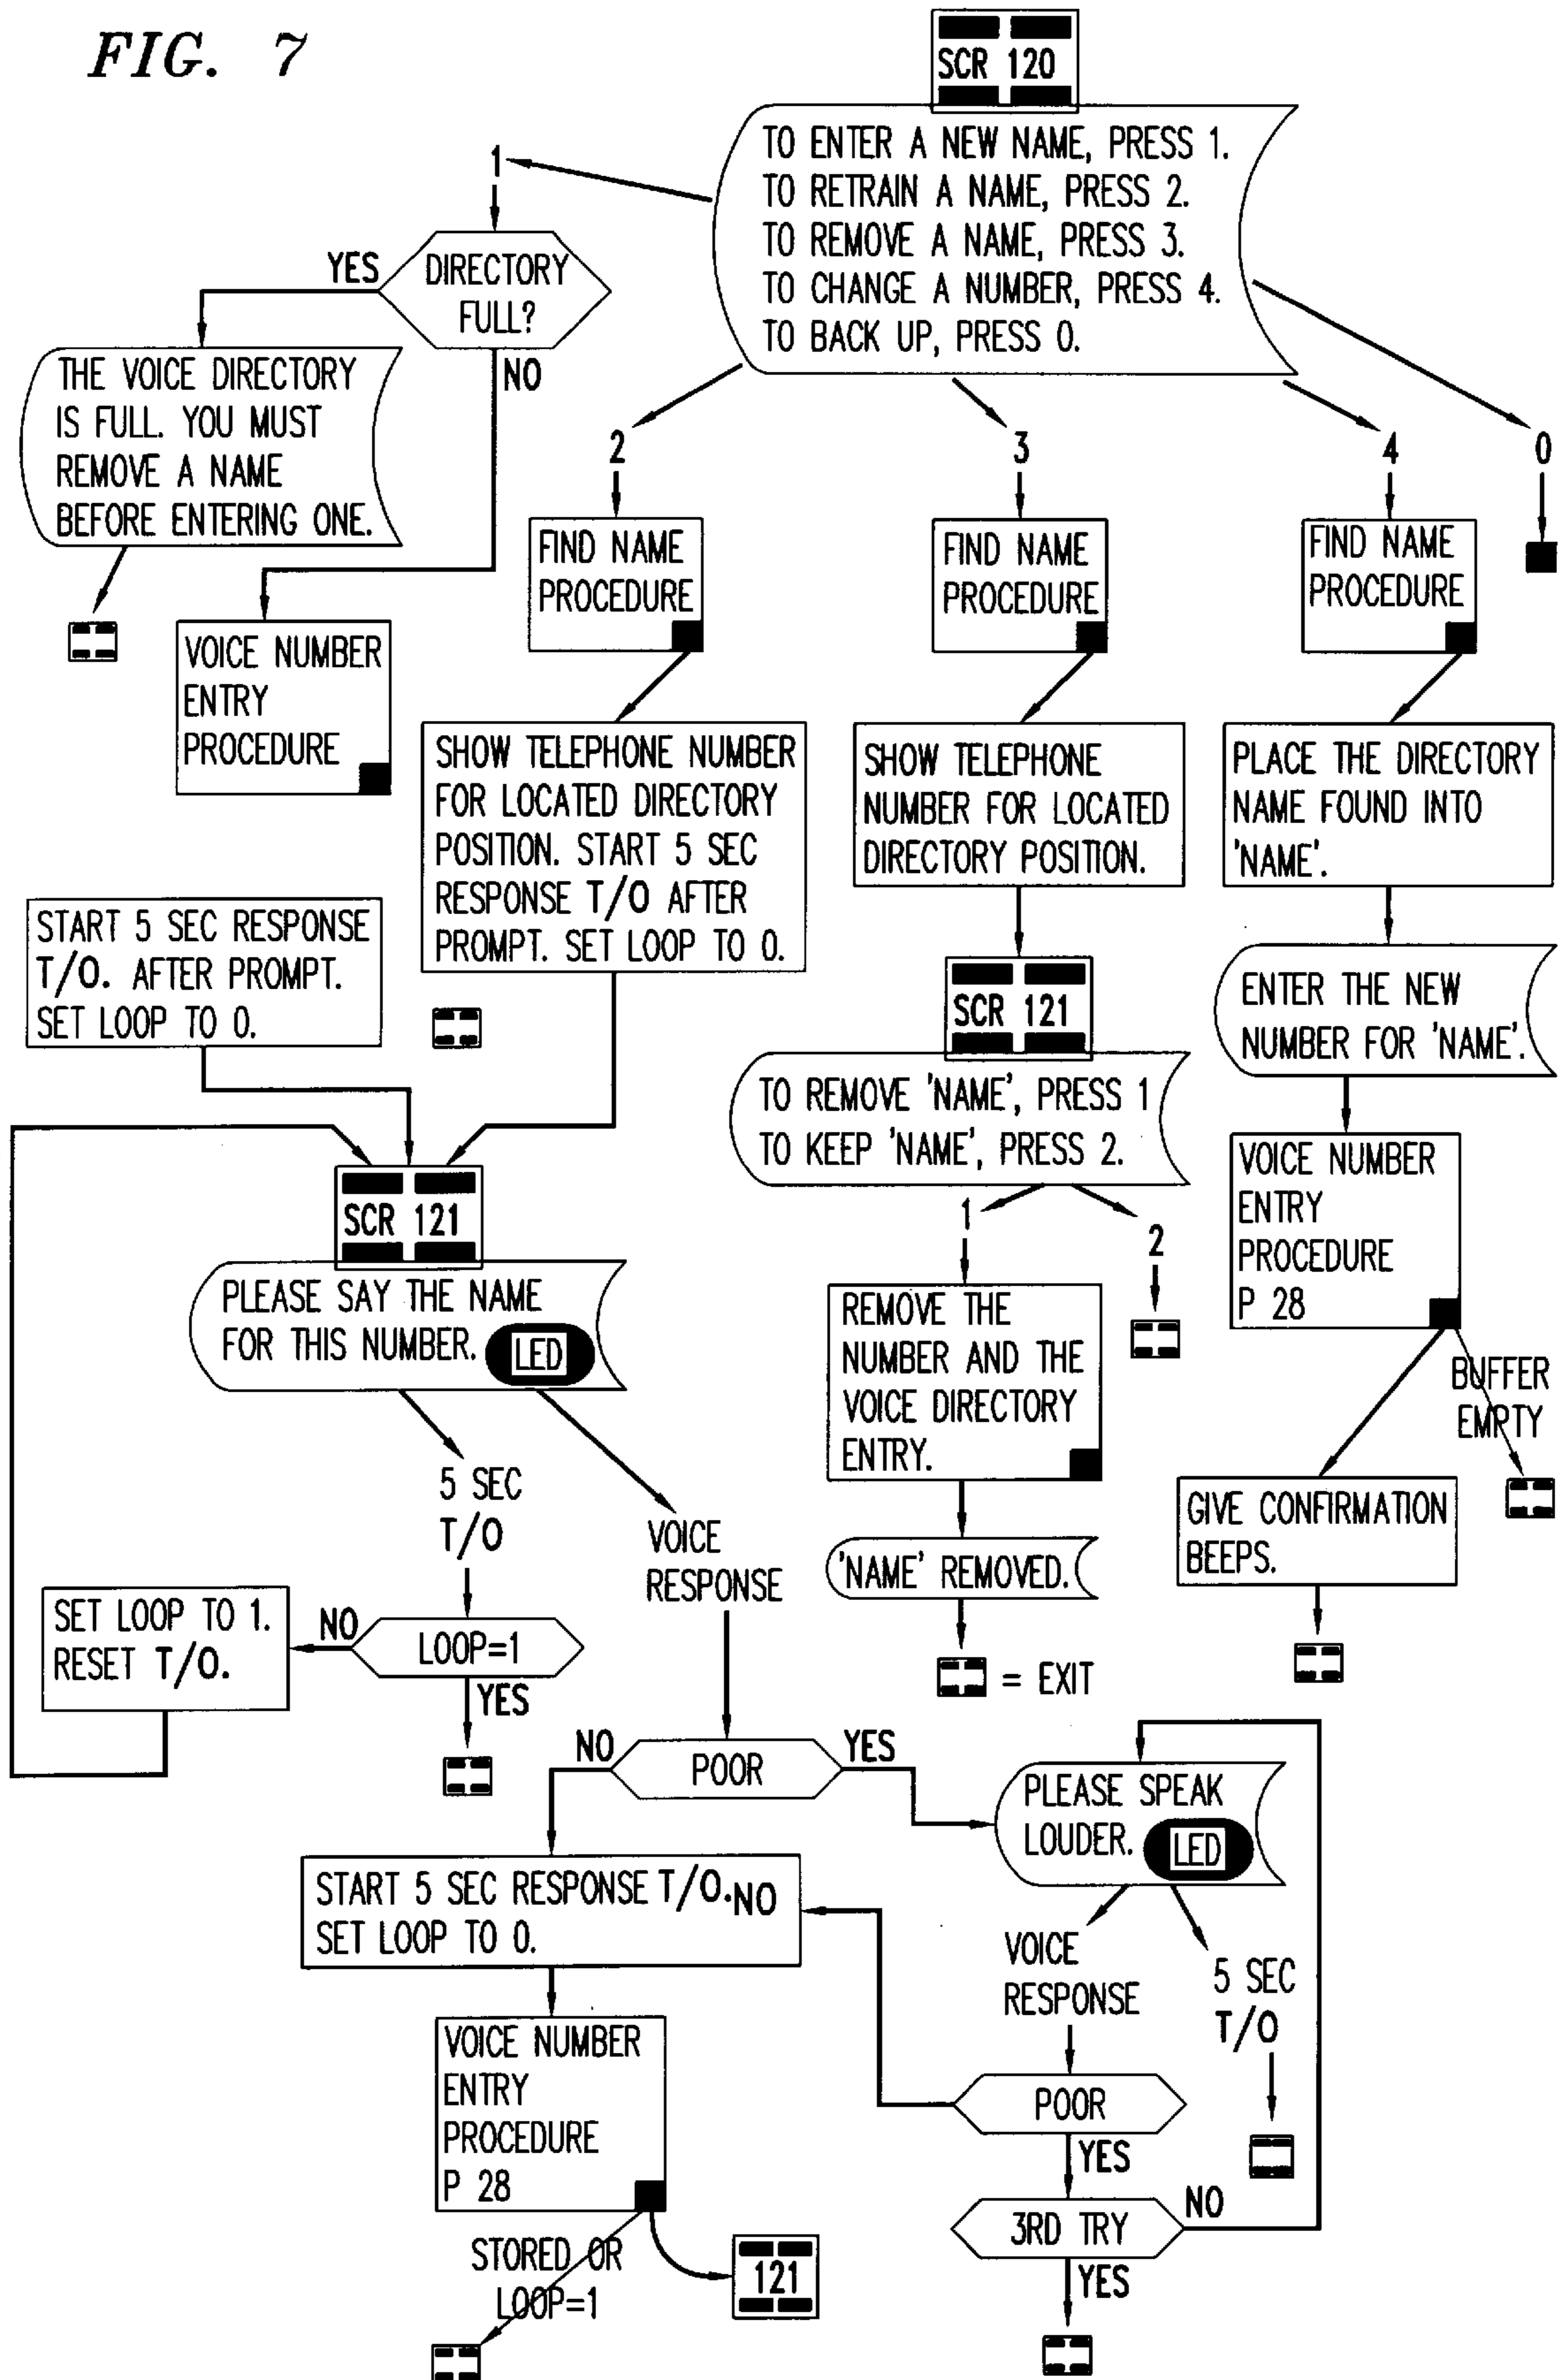 FIG. 7
SCR 120
TO ENTER A NEW NAME, PRESS 1.
TO RETRAIN A NAME, PRESS 2.
TO REMOVE A NAME, PRESS 3.
TO CHANGE A NUMBER, PRESS 4.
TO BACK UP, PRESS 0.
1
YES
DIRECTORY
FULL?
NO
THE VOICE DIRECTORY
IS FULL. YOU MUST
REMOVE A NAME
BEFORE ENTERING ONE.
VOICE NUMBER
ENTRY
PROCEDURE
2
FIND NAME
PROCEDURE
3
FIND NAME
PROCEDURE
4
FIND NAME
PROCEDURE
0
SHOW TELEPHONE NUMBER
FOR LOCATED DIRECTORY
POSITION. START 5 SEC
RESPONSE T/O AFTER
PROMPT. SET LOOP TO 0.
SHOW TELEPHONE
NUMBER FOR LOCATED
DIRECTORY POSITION.
PLACE THE DIRECTORY
NAME FOUND INTO
'NAME'.
START 5 SEC RESPONSE
T/O. AFTER PROMPT.
SET LOOP TO 0.
SCR 121
TO REMOVE 'NAME', PRESS 1
TO KEEP 'NAME', PRESS 2.
ENTER THE NEW
NUMBER FOR 'NAME'.
SCR 121
PLEASE SAY THE NAME
FOR THIS NUMBER.
LED
1
2
REMOVE THE
NUMBER AND THE
VOICE DIRECTORY
ENTRY.
VOICE NUMBER
ENTRY
PROCEDURE
P 28
BUFFER
EMPTY
GIVE CONFIRMATION
BEEPS.
5 SEC
T/O
VOICE
RESPONSE
'NAME' REMOVED.
= EXIT
SET LOOP TO 1.
RESET T/O.
NO
LOOP=1
YES
NO
POOR
YES
PLEASE SPEAK
LOUDER.
LED
START 5 SEC RESPONSE T/O.
SET LOOP TO 0.
NO
VOICE
RESPONSE
5 SEC
T/O
VOICE NUMBER
ENTRY
PROCEDURE
P 28
POOR
YES
3RD TRY
NO
YES
STORED OR
LOOP=1
121